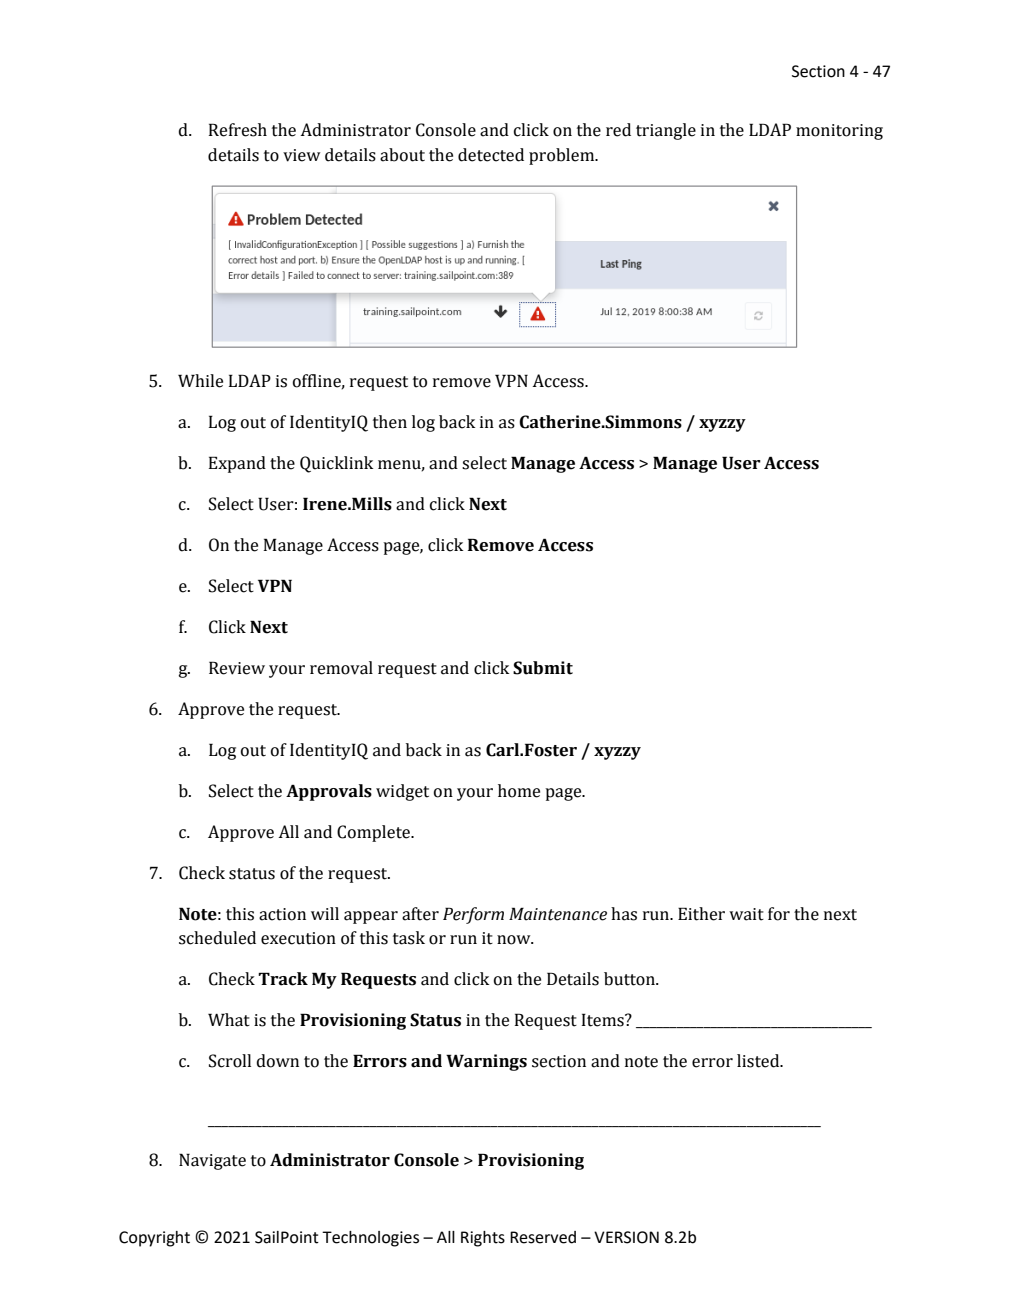 Section 4 - 47
d. Refresh the Administrator Console and click on the red triangle in the LDAP monitoring
details to view details about the detected problem.
Problem Detected
[ InvalidConfigurationException ] [ Possible suggestions ] a) Furnish the
correct host and port. b) Ensure the OpenLDAP host is up and running. [
Error details ] Failed to connect to server: training.sailpoint.com:389
Last Ping
training.sailpoint.com Jul 12, 2019 8:00:38 AM
5. While LDAP is offline, request to remove VPN Access.
a. Log out of IdentityIQ then log back in as Catherine.Simmons / xyzzy
b. Expand the Quicklink menu, and select Manage Access > Manage User Access
c. Select User: Irene.Mills and click Next
d. On the Manage Access page, click Remove Access
e. Select VPN
f. Click Next
g. Review your removal request and click Submit
6. Approve the request.
a. Log out of IdentityIQ and back in as Carl.Foster / xyzzy
b. Select the Approvals widget on your home page.
c. Approve All and Complete.
7. Check status of the request.
Note: this action will appear after Perform Maintenance has run. Either wait for the next
scheduled execution of this task or run it now.
a. Check Track My Requests and click on the Details button.
b. What is the Provisioning Status in the Request Items? ____________________________
c. Scroll down to the Errors and Warnings section and note the error listed.
_________________________________________________________________________
8. Navigate to Administrator Console > Provisioning
Copyright © 2021 SailPoint Technologies – All Rights Reserved – VERSION 8.2b